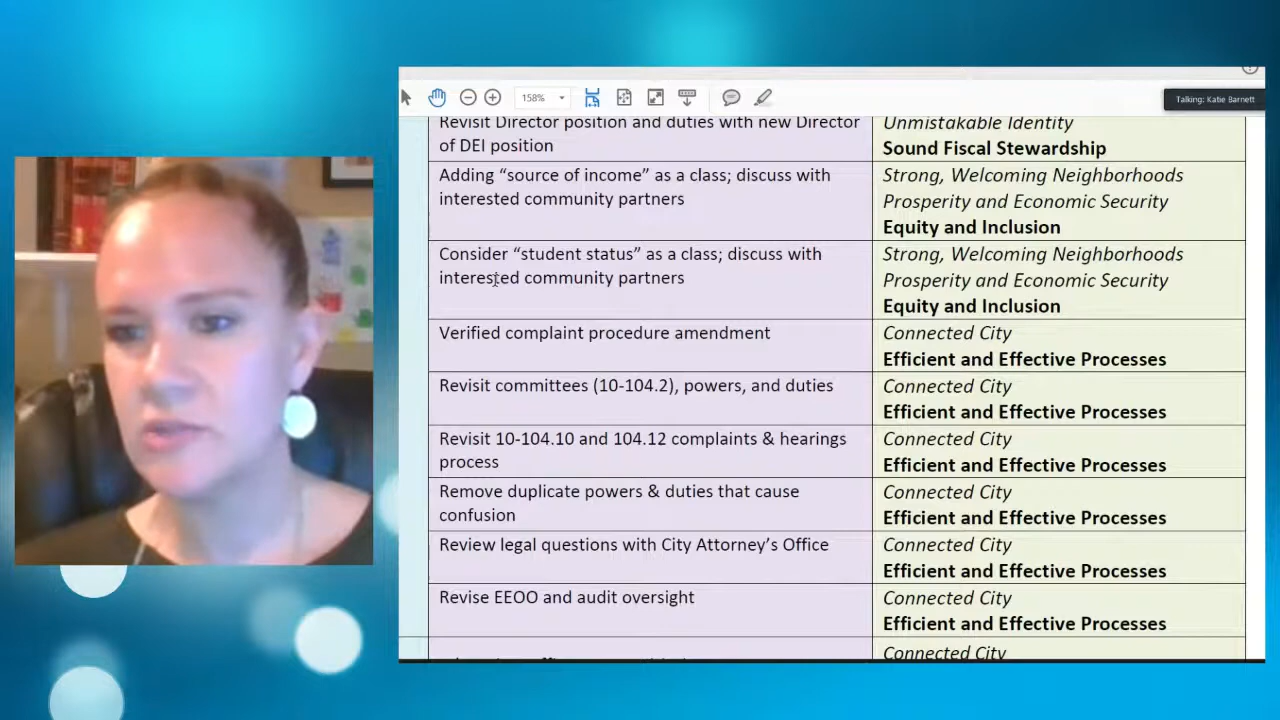 158%
Talking: Katie Barnett
Revisit Director position and duties with new Director
of DEI position
Unmistakable Identity
Sound Fiscal Stewardship
Adding “source of income” as a class; discuss with
interested community partners
Strong, Welcoming Neighborhoods
Prosperity and Economic Security
Equity and Inclusion
Consider “student status” as a class; discuss with
interested community partners
Strong, Welcoming Neighborhoods
Prosperity and Economic Security
Equity and Inclusion
Verified complaint procedure amendment
Connected City
Efficient and Effective Processes
Revisit committees (10-104.2), powers, and duties
Connected City
Efficient and Effective Processes
Revisit 10-104.10 and 104.12 complaints & hearings
process
Connected City
Efficient and Effective Processes
Remove duplicate powers & duties that cause
confusion
Connected City
Efficient and Effective Processes
Review legal questions with City Attorney’s Office
Connected City
Efficient and Effective Processes
Revise EEOO and audit oversight
Connected City
Efficient and Effective Processes
Connected City